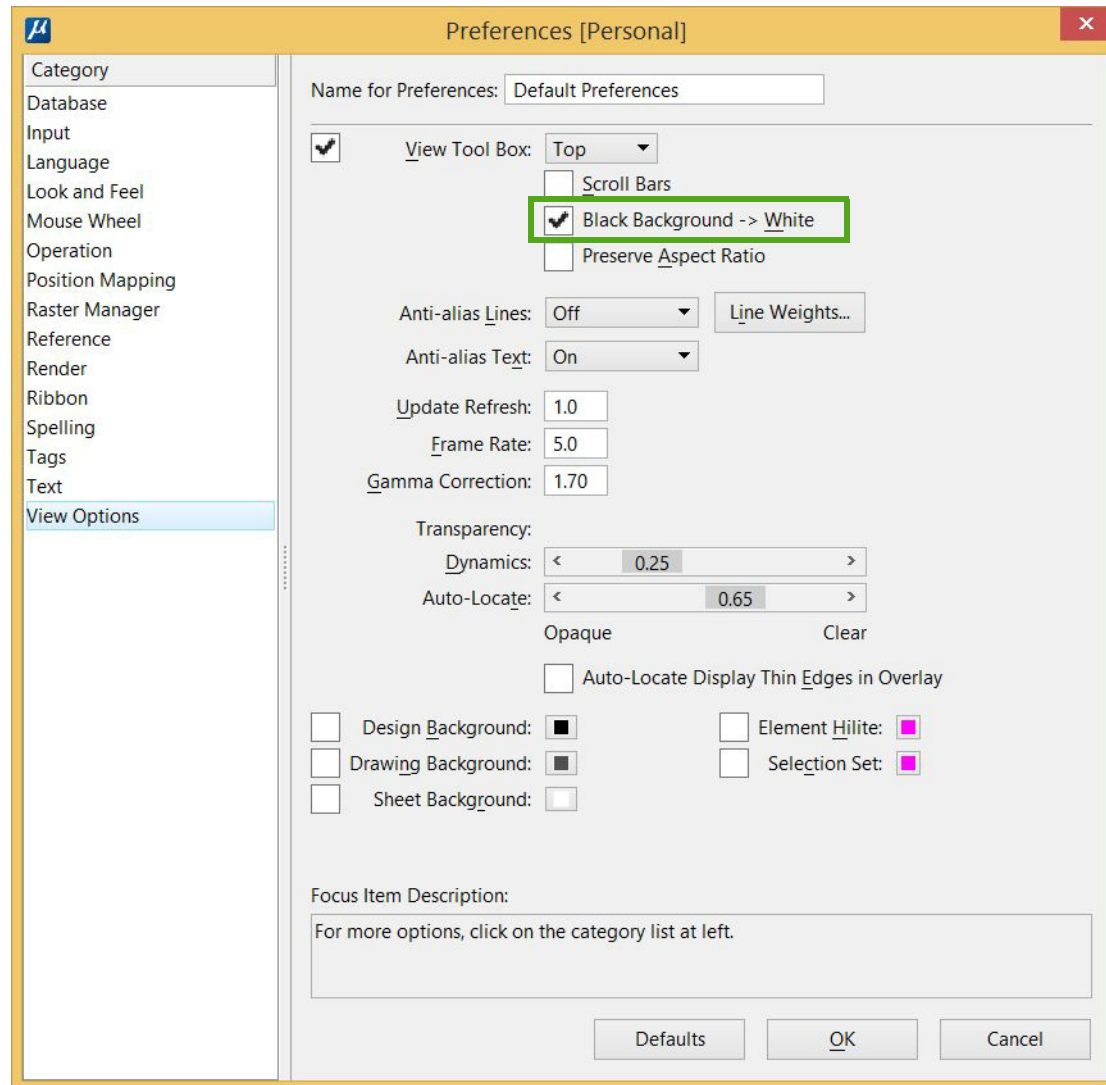 µ
Preferences [Personal]
×
Category
Database
Input
Language
Look and Feel
Mouse Wheel
Operation
Position Mapping
Raster Manager
Reference
Render
Ribbon
Spelling
Tags
Text
View Options
Name for Preferences: Default Preferences
View Tool Box: Top
Scroll Bars
Black Background -> White
Preserve Aspect Ratio
Anti-alias Lines: Off Line Weights...
Anti-alias Text: On
Update Refresh: 1.0
Frame Rate: 5.0
Gamma Correction: 1.70
Transparency:
Dynamics: < 0.25 >
Auto-Locate: < 0.65 >
Opaque Clear
Auto-Locate Display Thin Edges in Overlay
Design Background: Element Hilite:
Drawing Background: Selection Set:
Sheet Background:
Focus Item Description:
For more options, click on the category list at left.
Defaults OK Cancel